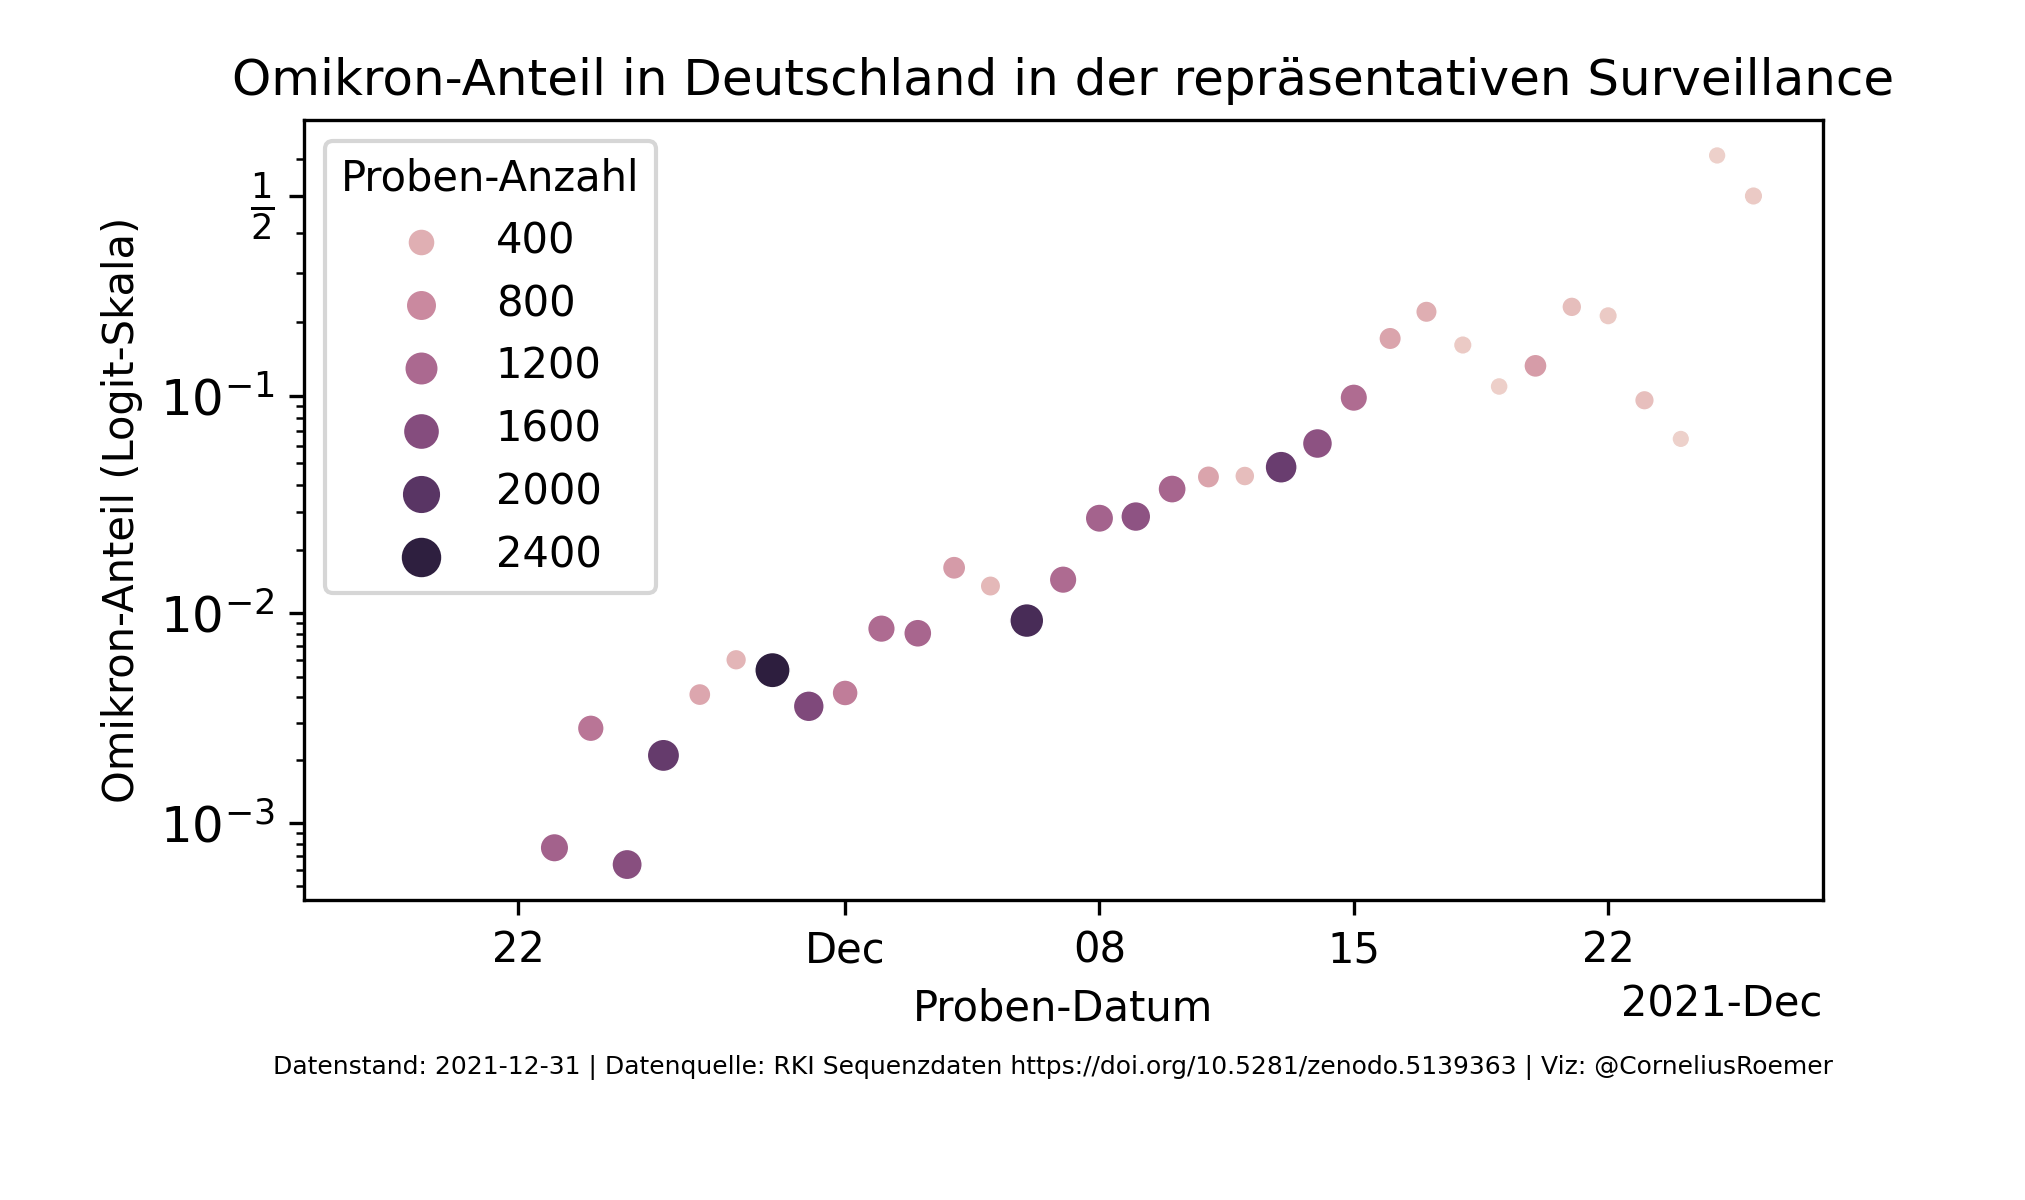 Omikron-Anteil in Deutschland in der repräsentativen Surveillance
Omikron-Anteil (Logit-Skala)
1/2
10⁻¹
10⁻²
10⁻³
Proben-Anzahl
400
800
1200
1600
2000
2400
22 Dec 08 15 22
2021-Dec
Proben-Datum
Datenstand: 2021-12-31 | Datenquelle: RKI Sequenzdaten https://doi.org/10.5281/zenodo.5139363 | Viz: @CorneliusRoemer